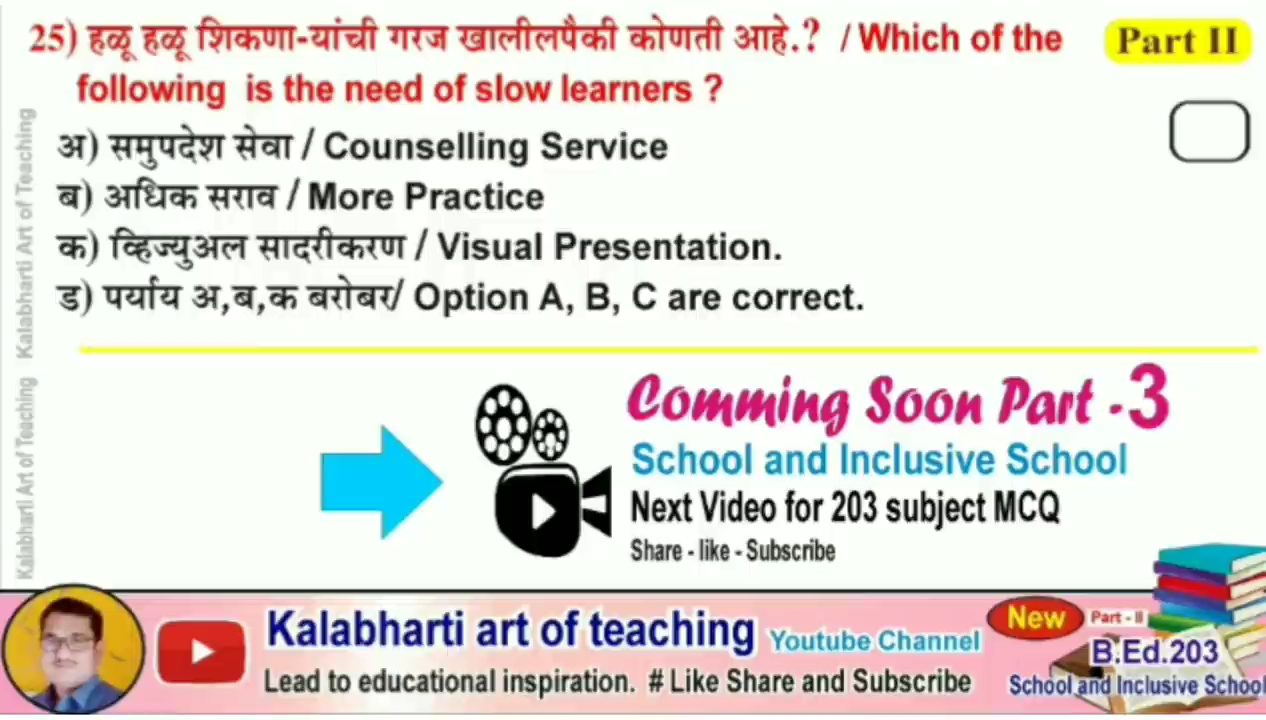 25) हळू हळू शिकणा-यांची गरज खालीलपैकी कोणती आहे.? / Which of the
Part II
following is the need of slow learners ?
अ) समुपदेश सेवा / Counselling Service
ब) अधिक सराव / More Practice
क) व्हिज्युअल सादरीकरण / Visual Presentation.
ड) पर्याय अ,ब,क बरोबर/ Option A, B, C are correct.
Kalabharti Art of Teaching Kalabharti Art of Teaching
Comming Soon Part -3
School and Inclusive School
Next Video for 203 subject MCQ
Share - like - Subscribe
Kalabharti art of teaching Youtube Channel
Lead to educational inspiration. # Like Share and Subscribe
New
Part - II
B.Ed.203
School and Inclusive School